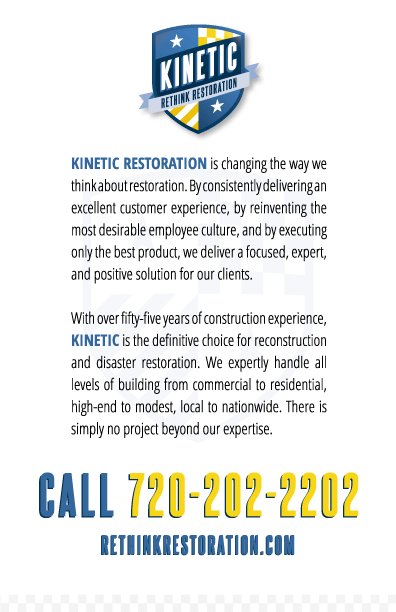 KINETIC
RETHINK RESTORATION
KINETIC RESTORATION is changing the way we
think about restoration. By consistently delivering an
excellent customer experience, by reinventing the
most desirable employee culture, and by executing
only the best product, we deliver a focused, expert,
and positive solution for our clients.
With over fifty-five years of construction experience,
KINETIC is the definitive choice for reconstruction
and disaster restoration. We expertly handle all
levels of building from commercial to residential,
high-end to modest, local to nationwide. There is
simply no project beyond our expertise.
CALL 720-202-2202
RETHINKRESTORATION.COM